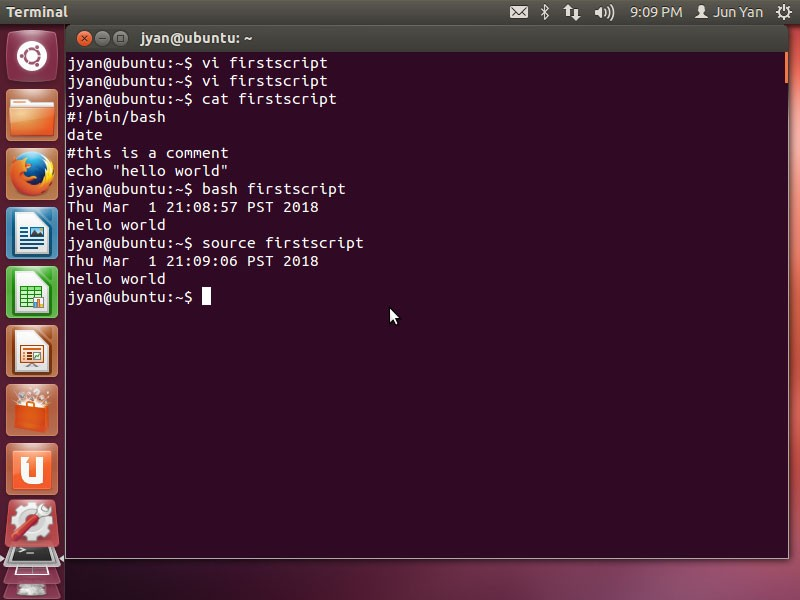 Terminal
9:09 PM Jun Yan
jyan@ubuntu: ~
jyan@ubuntu:~$ vi firstscript
jyan@ubuntu:~$ vi firstscript
jyan@ubuntu:~$ cat firstscript
#!/bin/bash
date
#this is a comment
echo "hello world"
jyan@ubuntu:~$ bash firstscript
Thu Mar  1 21:08:57 PST 2018
hello world
jyan@ubuntu:~$ source firstscript
Thu Mar  1 21:09:06 PST 2018
hello world
jyan@ubuntu:~$